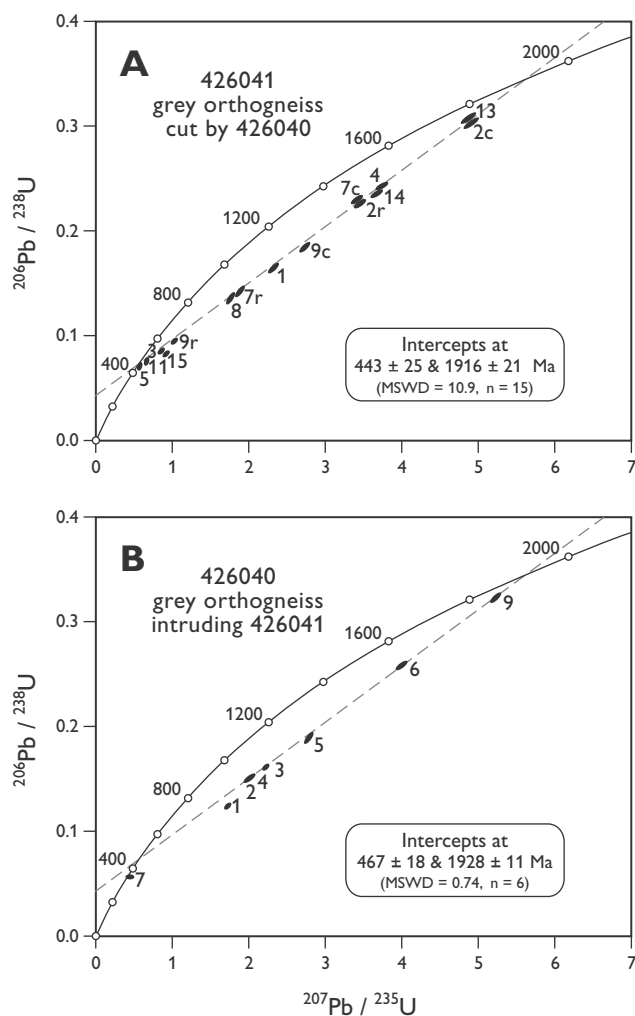 0.4
A
426041
grey orthogneiss
cut by 426040
2000
1600
1200
800
400
13
2c
4
14
7c
2r
9c
1
7r
8
9r
3
15
11
5
0.3
0.2
0.1
0.0
206Pb / 238U
Intercepts at
443 ± 25 & 1916 ± 21 Ma
(MSWD = 10.9, n = 15)
0 1 2 3 4 5 6 7
0.4
B
426040
grey orthogneiss
intruding 426041
2000
1600
1200
800
400
9
6
5
3
4
2
1
7
0.3
0.2
0.1
0.0
206Pb / 238U
Intercepts at
467 ± 18 & 1928 ± 11 Ma
(MSWD = 0.74, n = 6)
0 1 2 3 4 5 6 7
207Pb / 235U